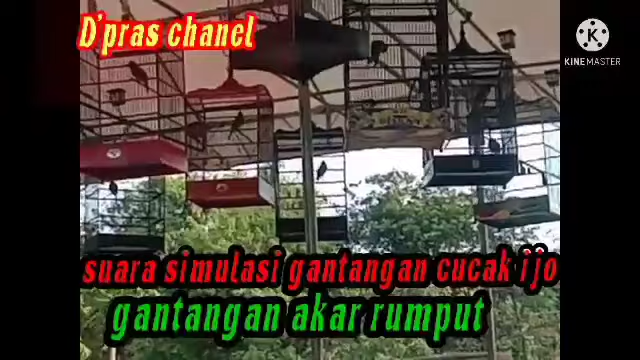 D'pras chanel
K
KINEMASTER
suara simulasi gantangan cucak ijo
gantangan akar rumput